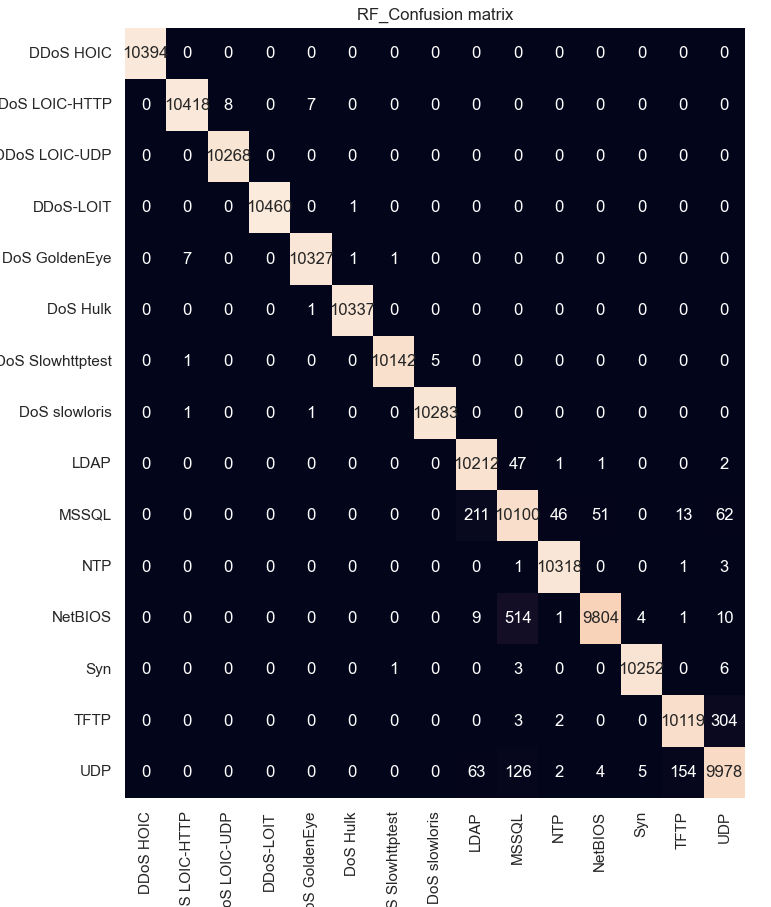 RF_Confusion matrix
DDoS HOIC 10394 0 0 0 0 0 0 0 0 0 0 0 0 0 0
DoS LOIC-HTTP 0 10418 8 0 7 0 0 0 0 0 0 0 0 0 0
DDoS LOIC-UDP 0 0 10268 0 0 0 0 0 0 0 0 0 0 0 0
DDoS-LOIT 0 0 0 10460 0 1 0 0 0 0 0 0 0 0 0
DoS GoldenEye 0 7 0 0 10327 1 1 0 0 0 0 0 0 0 0
DoS Hulk 0 0 0 0 1 10337 0 0 0 0 0 0 0 0 0
DoS Slowhttptest 0 1 0 0 0 0 10142 5 0 0 0 0 0 0 0
DoS slowloris 0 1 0 0 1 0 0 10283 0 0 0 0 0 0 0
LDAP 0 0 0 0 0 0 0 0 10212 47 1 1 0 0 2
MSSQL 0 0 0 0 0 0 0 0 211 10100 46 51 0 13 62
NTP 0 0 0 0 0 0 0 0 0 1 10318 0 0 1 3
NetBIOS 0 0 0 0 0 0 0 0 9 514 1 9804 4 1 10
Syn 0 0 0 0 0 0 1 0 0 3 0 0 10252 0 6
TFTP 0 0 0 0 0 0 0 0 0 3 2 0 0 10119 304
UDP 0 0 0 0 0 0 0 0 63 126 2 4 5 154 9978
DDoS HOIC
S LOIC-HTTP
oS LOIC-UDP
DDoS-LOIT
oS GoldenEye
DoS Hulk
S Slowhttptest
DoS slowloris
LDAP
MSSQL
NTP
NetBIOS
Syn
TFTP
UDP